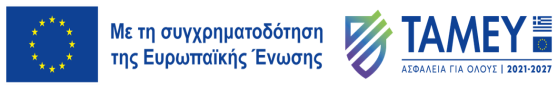 Με τη συγχρηματοδότηση
της Ευρωπαϊκής Ένωσης
ΤΑΜΕΥ
ΑΣΦΑΛΕΙΑ ΓΙΑ ΟΛΟΥΣ | 2021-2027